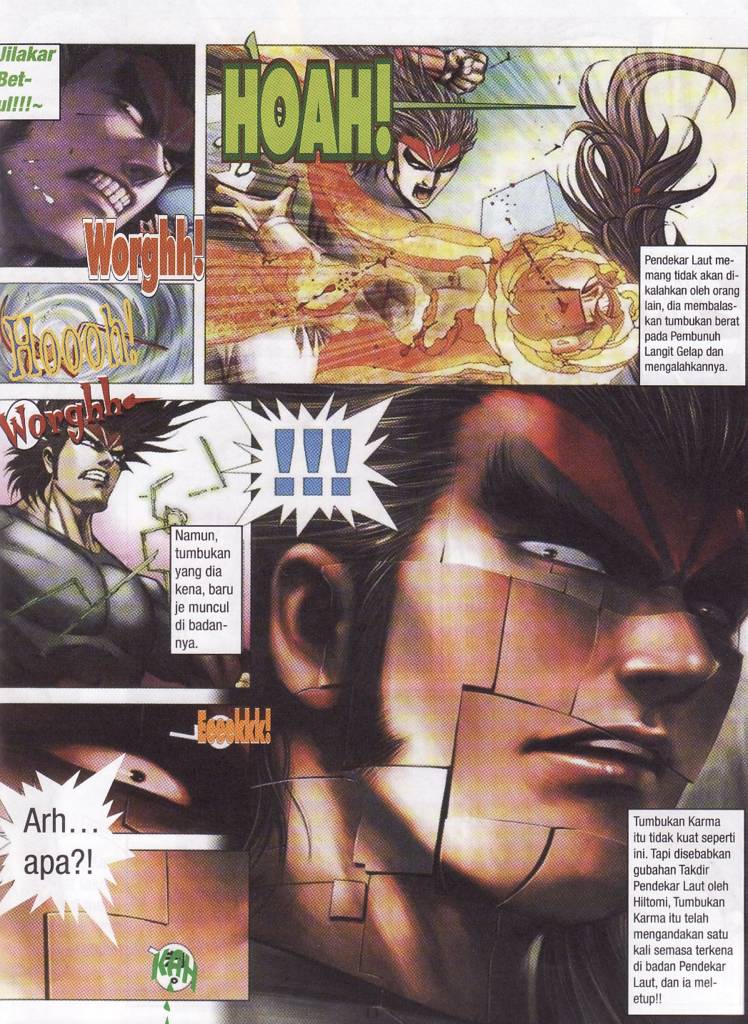 Jilakar
Bet-
ul!!!~
HOAH!
Worghh!
Pendekar Laut me-
mang tidak akan di-
kalahkan oleh orang
lain, dia membalas-
kan tumbukan berat
pada Pembunuh
Langit Gelap dan
mengalahkannya.
Hoooh!
Worghh
!!!
Namun,
tumbukan
yang dia
kena, baru
je muncul
di badan-
nya.
Eeeekkk!
Arh...
apa?!
KAH
Tumbukan Karma
itu tidak kuat seperti
ini. Tapi disebabkan
gubahan Takdir
Pendekar Laut oleh
Hiltomi, Tumbukan
Karma itu telah
mengandakan satu
kali semasa terkena
di badan Pendekar
Laut, dan ia mel-
etup!!